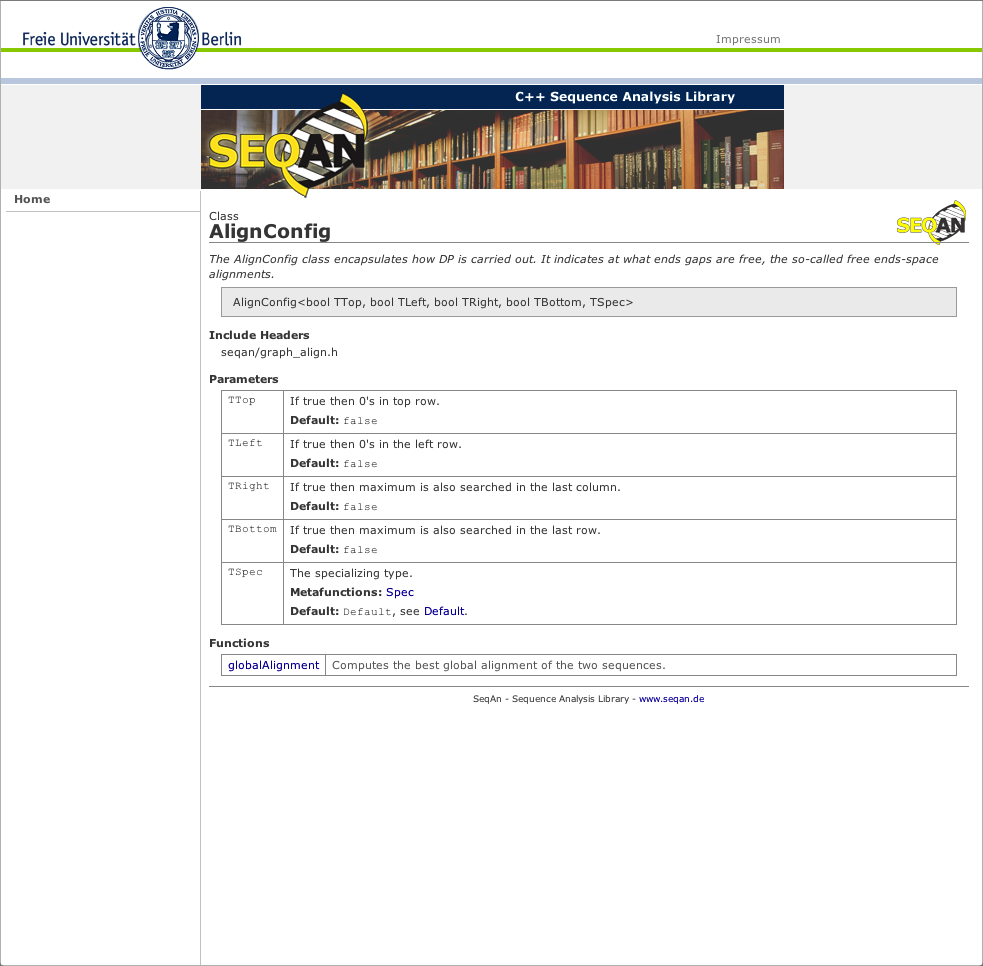 Freie Universität Berlin
Impressum
C++ Sequence Analysis Library
SEQAN
Home
Class
SEQAN
AlignConfig
The AlignConfig class encapsulates how DP is carried out. It indicates at what ends gaps are free, the so-called free ends-space
alignments.
AlignConfig<bool TTop, bool TLeft, bool TRight, bool TBottom, TSpec>
Include Headers
seqan/graph_align.h
Parameters
TTop If true then 0's in top row.
Default: false
TLeft If true then 0's in the left row.
Default: false
TRight If true then maximum is also searched in the last column.
Default: false
TBottom If true then maximum is also searched in the last row.
Default: false
TSpec The specializing type.
Metafunctions: Spec
Default: Default, see Default.
Functions
globalAlignment Computes the best global alignment of the two sequences.
SeqAn - Sequence Analysis Library - www.seqan.de